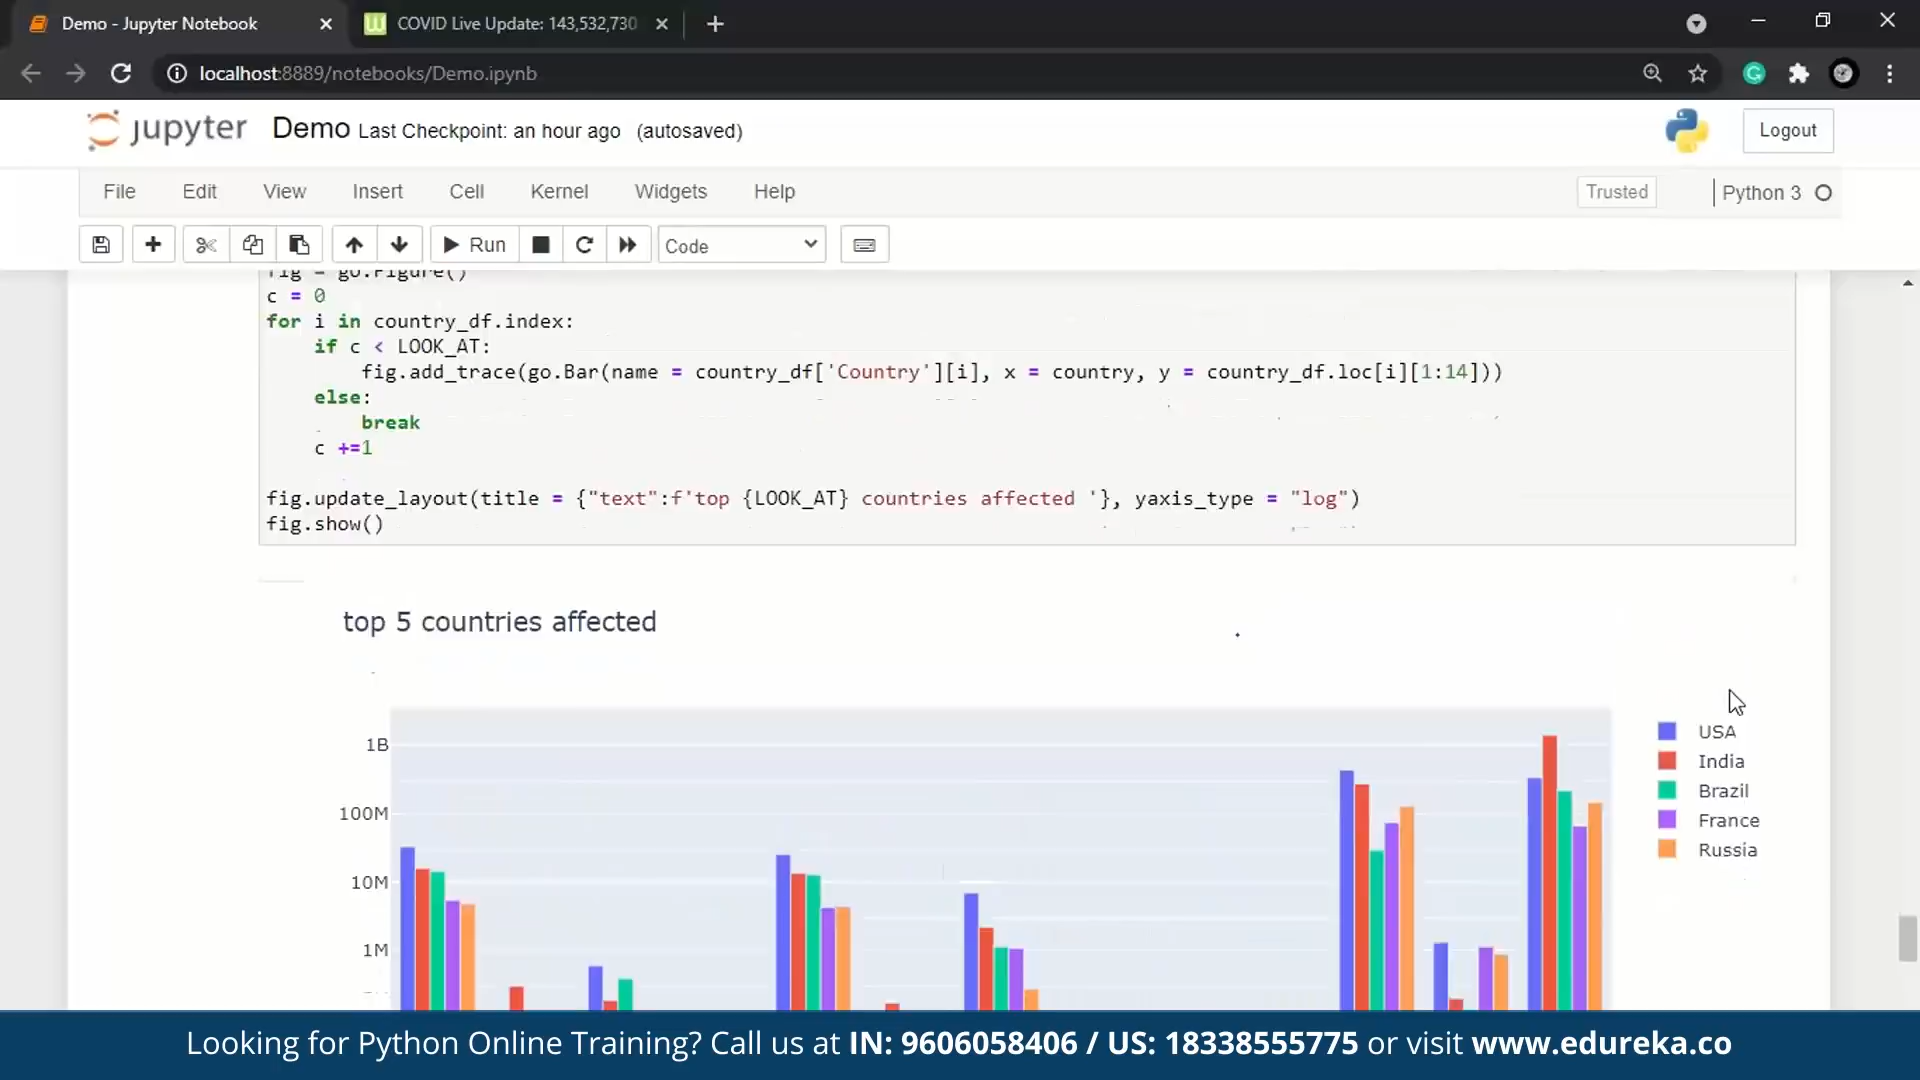 Demo - Jupyter Notebook
COVID Live Update: 143,532,730
localhost:8889/notebooks/Demo.ipynb
jupyter Demo Last Checkpoint: an hour ago (autosaved)
Logout
File Edit View Insert Cell Kernel Widgets Help
Trusted
Python 3
Run
Code
fig = go.Figure()
c = 0
for i in country_df.index:
if c < LOOK_AT:
fig.add_trace(go.Bar(name = country_df['Country'][i], x = country, y = country_df.loc[i][1:14]))
else:
break
c +=1
fig.update_layout(title = {"text":f'top {LOOK_AT} countries affected '}, yaxis_type = "log")
fig.show()
top 5 countries affected
1B
100M
10M
1M
USA
India
Brazil
France
Russia
Looking for Python Online Training? Call us at IN: 9606058406 / US: 18338555775 or visit www.edureka.co